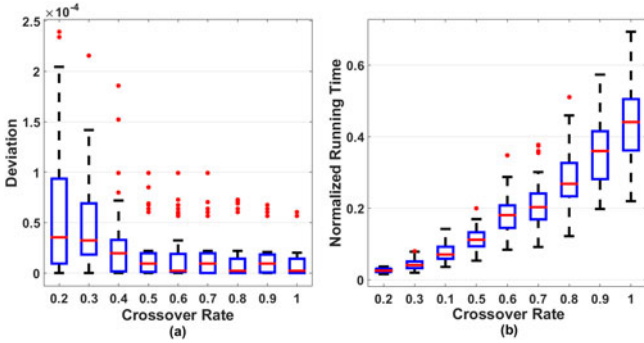 ×10⁻⁴
2.5
2
1.5
1
0.5
0
Deviation
0.2 0.3 0.4 0.5 0.6 0.7 0.8 0.9 1
Crossover Rate
(a)
0.6
0.4
0.2
0
Normalized Running Time
0.2 0.3 0.1 0.5 0.6 0.7 0.8 0.9 1
Crossover Rate
(b)